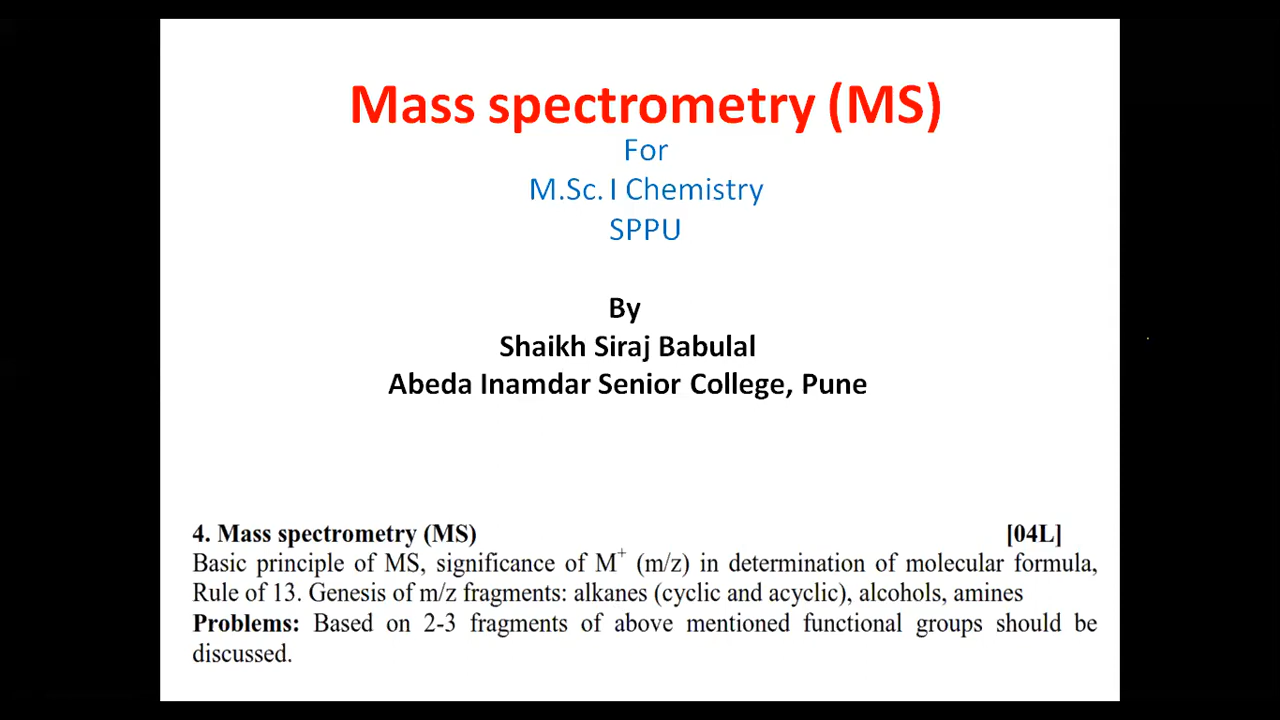 Mass spectrometry (MS)
For
M.Sc. I Chemistry
SPPU
By
Shaikh Siraj Babulal
Abeda Inamdar Senior College, Pune
4. Mass spectrometry (MS) [04L]
Basic principle of MS, significance of M⁺ (m/z) in determination of molecular formula,
Rule of 13. Genesis of m/z fragments: alkanes (cyclic and acyclic), alcohols, amines
Problems: Based on 2-3 fragments of above mentioned functional groups should be
discussed.